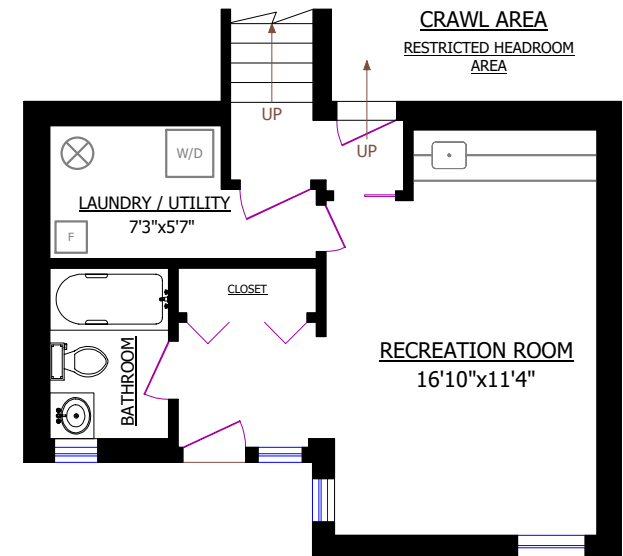 CRAWL AREA
RESTRICTED HEADROOM
AREA
UP
UP
W/D
LAUNDRY / UTILITY
7'3"x5'7"
F
CLOSET
BATHROOM
RECREATION ROOM
16'10"x11'4"